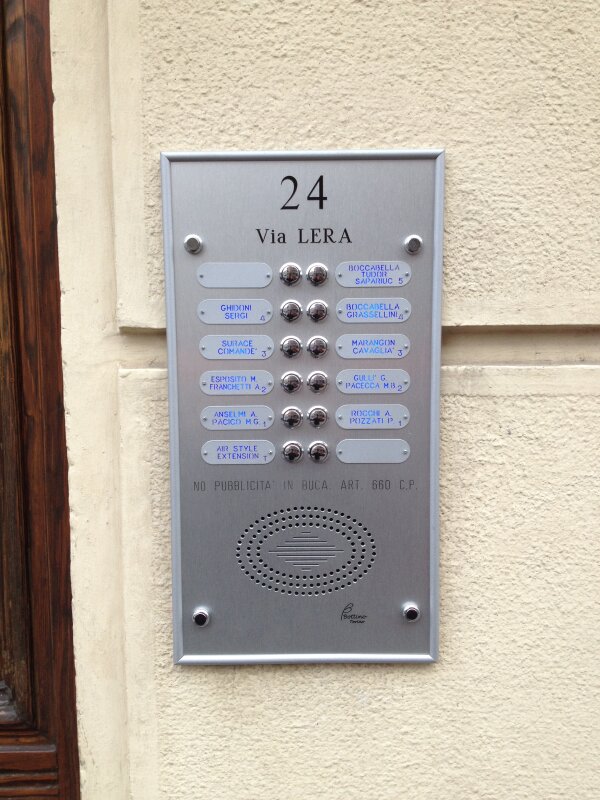 24
Via LERA
BOCCABELLA
TUDOR
SAPARIUC 5
GHIDONI
SERGI 4
BOCCABELLA
GRASSELLINI 4
SURACE
COMANDE' 3
MARANGON
CAVAGLIA' 3
ESPOSITO M.
FRANCHETTI A. 2
GULLI' G.
PACECCA M.B. 2
ANSELMI A.
PACICO M.G. 1
ROCCHI A.
POZZATI P. 1
AIR STYLE
EXTENSION T
NO PUBBLICITA' IN BUCA. ART. 660 C.P.
Bottino
Torino